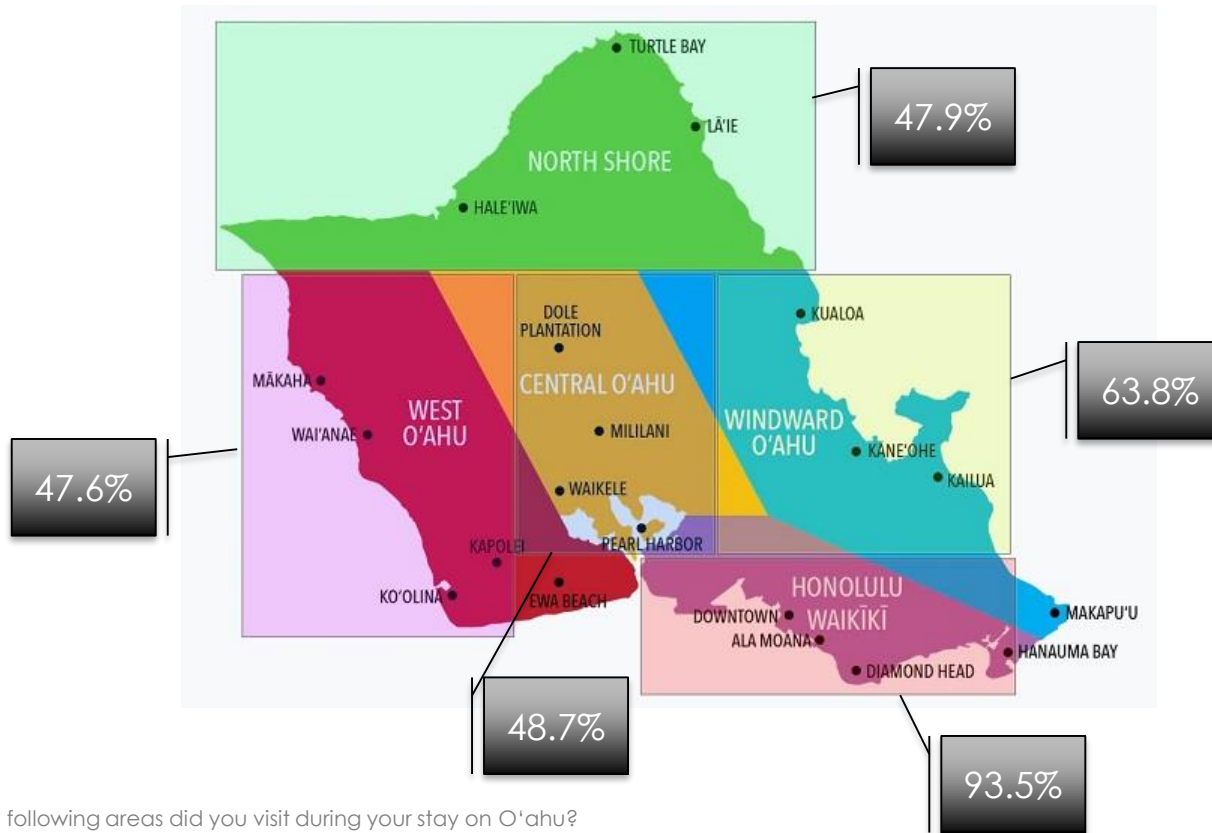 TURTLE BAY
47.9%
LĀ'IE
NORTH SHORE
HALE'IWA
KUALOA
DOLE
PLANTATION
63.8%
MĀKAHA
CENTRAL O'AHU
WEST
O'AHU
WINDWARD
O'AHU
WAI'ANAE
MILILANI
KĀNE'OHE
KAILUA
47.6%
WAIKELE
PEARL HARBOR
KAPOLEI
EWA BEACH
KO'OLINA
HONOLULU
WAIKĪKĪ
DOWNTOWN
MAKAPU'U
ALA MOANA
HANAUMA BAY
DIAMOND HEAD
48.7%
93.5%
following areas did you visit during your stay on O‘ahu?